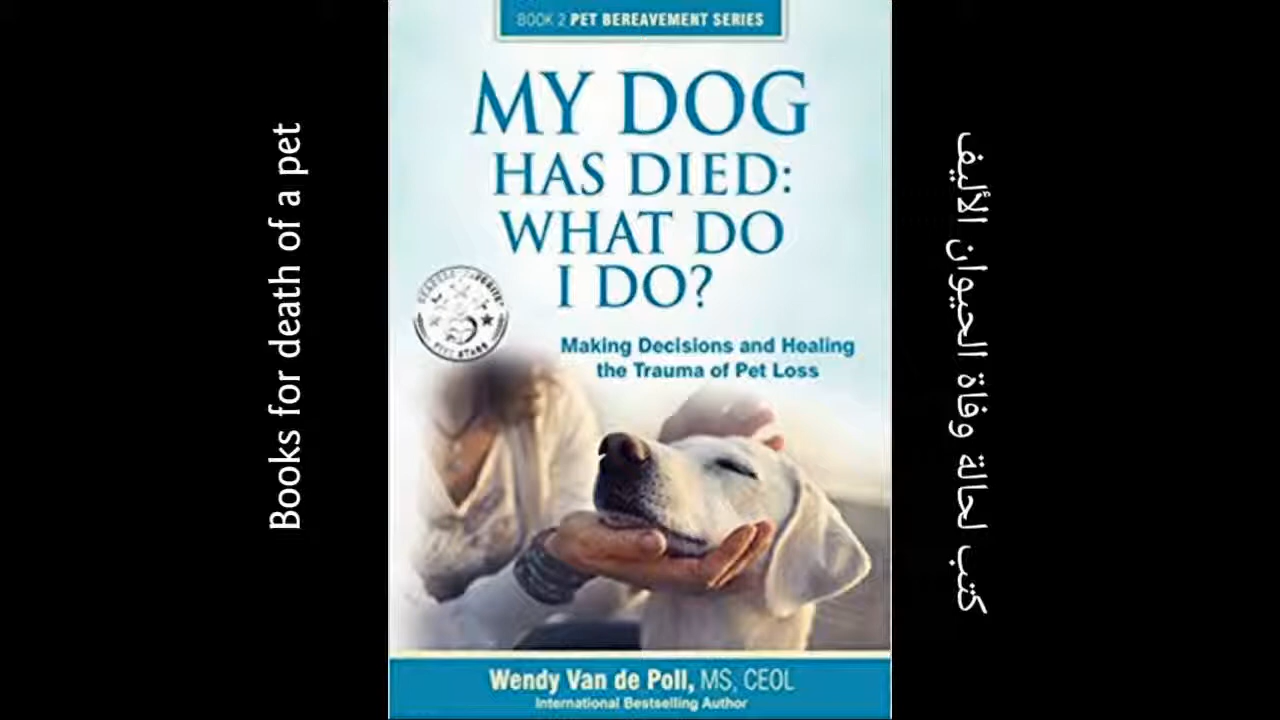 Books for death of a pet
BOOK 2 PET BEREAVEMENT SERIES
MY DOG
HAS DIED:
WHAT DO
I DO?
FIVE STARS
Making Decisions and Healing
the Trauma of Pet Loss
Wendy Van de Poll, MS, CEOL
International Bestselling Author
كتب لحالة وفاة الحيوان الأليف